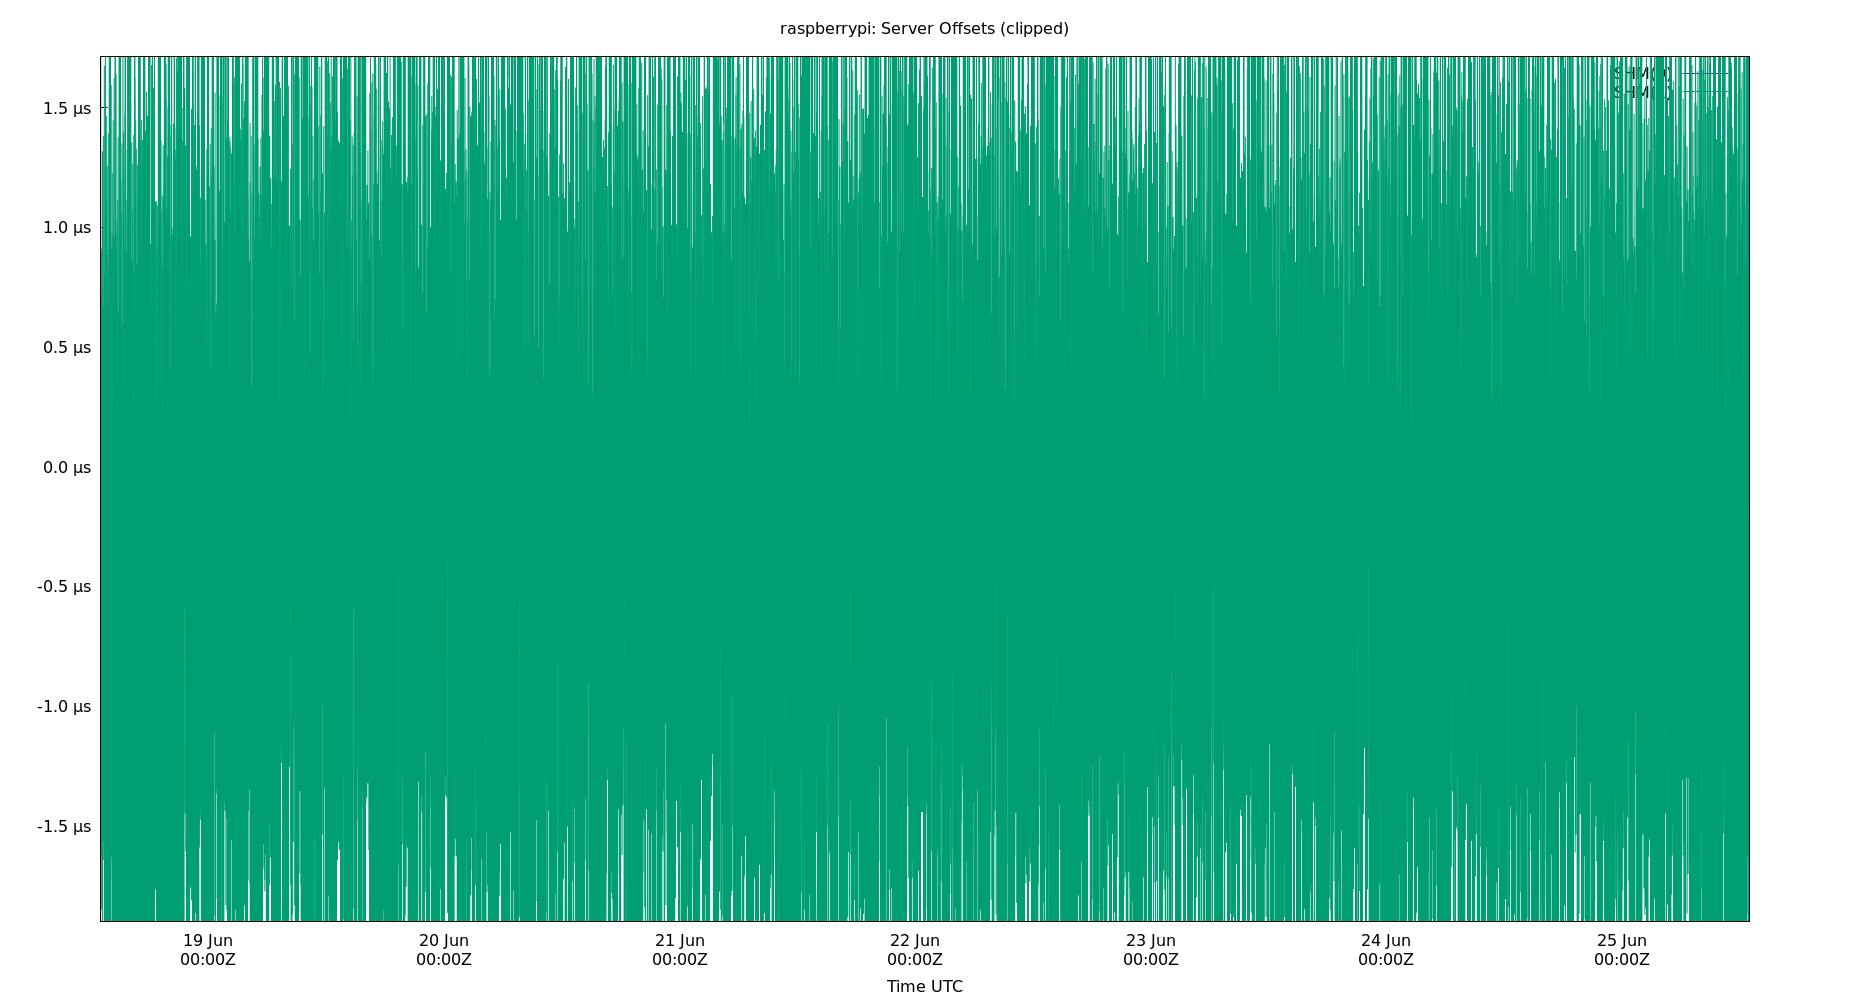 raspberrypi: Server Offsets (clipped)
SHM(0)
1.5 µs
1.0 µs
0.5 µs
0.0 µs
-0.5 µs
-1.0 µs
-1.5 µs
19 Jun 20 Jun 21 Jun 22 Jun 23 Jun 24 Jun 25 Jun
00:00Z 00:00Z 00:00Z 00:00Z 00:00Z 00:00Z 00:00Z
Time UTC